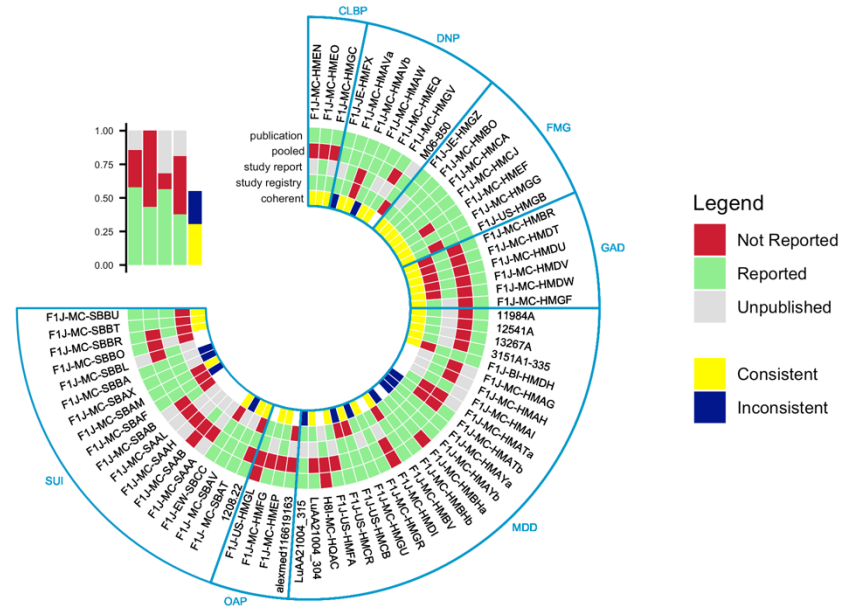 CLBP
DNP
FMG
GAD
MDD
OAP
SUI
F1J-MC-HMEN
F1J-MC-HMEO
F1J-MC-HMGC
F1J-JE-HMFX
F1J-MC-HMAVa
F1J-MC-HMAVb
F1J-MC-HMAW
F1J-MC-HMEQ
F1J-MC-HMGV
M06-850
F1J-JE-HMGZ
F1J-MC-HMBO
F1J-MC-HMCA
F1J-MC-HMCJ
F1J-MC-HMEF
F1J-MC-HMGG
F1J-US-HMGB
F1J-MC-HMBR
F1J-MC-HMDT
F1J-MC-HMDU
F1J-MC-HMDV
F1J-MC-HMDW
F1J-MC-HMGF
11984A
12541A
13267A
3151A1-335
F1J-BI-HMDH
F1J-MC-HMAG
F1J-MC-HMAH
F1J-MC-HMAI
F1J-MC-HMATa
F1J-MC-HMATb
F1J-MC-HMAYa
F1J-MC-HMAYb
F1J-MC-HMBHa
F1J-MC-HMBHb
F1J-MC-HMBV
F1J-MC-HMDI
F1J-MC-HMGR
F1J-MC-HMGU
F1J-US-HMCB
F1J-US-HMCR
F1J-US-HMFA
H8I-MC-HQAC
LuAA21004_304
LuAA21004_315
alexmed116619163
F1J-MC-HMEP
F1J-MC-HMFG
F1J-US-HMGL
1208.22
F1J-MC-SBAT
F1J- MC-SBAV
F1J-EW-SBCC
F1J-MC-SAAA
F1J-MC-SAAB
F1J-MC-SAAH
F1J-MC-SAAL
F1J-MC-SBAB
F1J-MC-SBAF
F1J-MC-SBAM
F1J-MC-SBAX
F1J-MC-SBBA
F1J-MC-SBBL
F1J-MC-SBBO
F1J-MC-SBBR
F1J-MC-SBBT
F1J-MC-SBBU
publication
pooled
study report
study registry
coherent
1.00
0.75
0.50
0.25
0.00
Legend
Not Reported
Reported
Unpublished
Consistent
Inconsistent